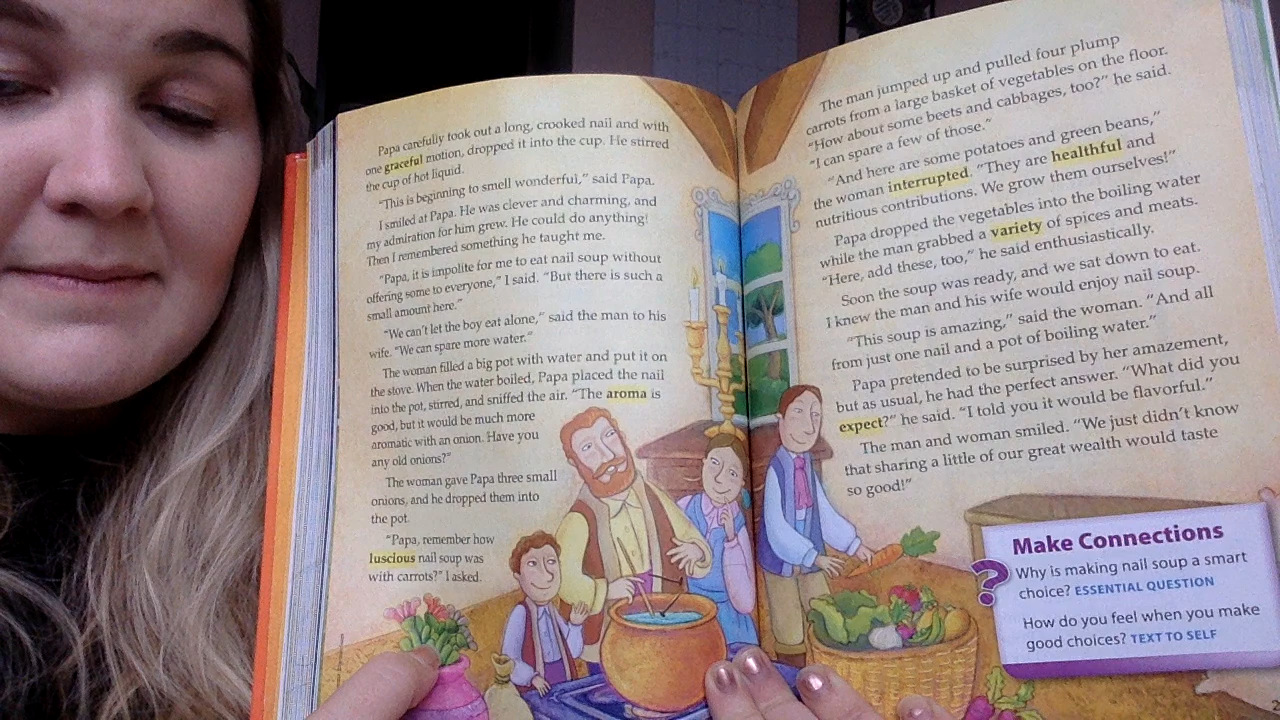 Papa carefully took out a long, crooked nail and with
one graceful motion, dropped it into the cup. He stirred
the cup of hot liquid.
"This is beginning to smell wonderful," said Papa.
I smiled at Papa. He was clever and charming, and
my admiration for him grew. He could do anything!
Then I remembered something he taught me.
"Papa, it is impolite for me to eat nail soup without
offering some to everyone," I said. "But there is such a
small amount here."
"We can't let the boy eat alone," said the man to his
wife. "We can spare more water."
The woman filled a big pot with water and put it on
the stove. When the water boiled, Papa placed the nail
into the pot, stirred, and sniffed the air. "The aroma is
good, but it would be much more
aromatic with an onion. Have you
any old onions?"
The woman gave Papa three small
onions, and he dropped them into
the pot.
"Papa, remember how
luscious nail soup was
with carrots?" I asked.
The man jumped up and pulled four plump
carrots from a large basket of vegetables on the floor.
"How about some beets and cabbages, too?" he said.
"I can spare a few of those."
"And here are some potatoes and green beans,"
the woman interrupted. "They are healthful and
nutritious contributions. We grow them ourselves!"
Papa dropped the vegetables into the boiling water
while the man grabbed a variety of spices and meats.
"Here, add these, too," he said enthusiastically.
Soon the soup was ready, and we sat down to eat.
I knew the man and his wife would enjoy nail soup.
"This soup is amazing," said the woman. "And all
from just one nail and a pot of boiling water."
Papa pretended to be surprised by her amazement,
but as usual, he had the perfect answer. "What did you
expect?" he said. "I told you it would be flavorful."
The man and woman smiled. "We just didn't know
that sharing a little of our great wealth would taste
so good!"
? Make Connections
Why is making nail soup a smart
choice? ESSENTIAL QUESTION
How do you feel when you make
good choices? TEXT TO SELF